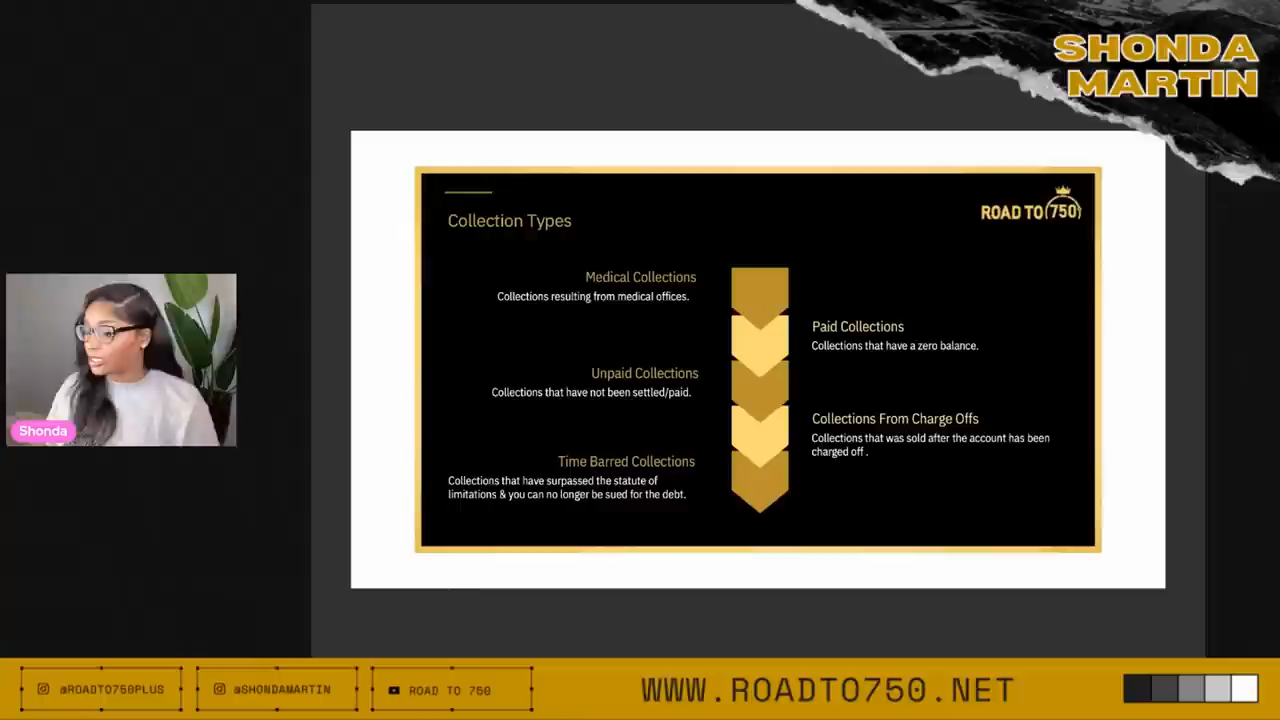 SHONDA
MARTIN
Collection Types
ROAD TO 750
Medical Collections
Collections resulting from medical offices.
Paid Collections
Collections that have a zero balance.
Unpaid Collections
Collections that have not been settled/paid.
Collections From Charge Offs
Collections that was sold after the account has been
charged off .
Time Barred Collections
Collections that have surpassed the statute of
limitations & you can no longer be sued for the debt.
Shonda
@ROADTO750PLUS
@SHONDAMARTIN
ROAD TO 750
WWW.ROADTO750.NET